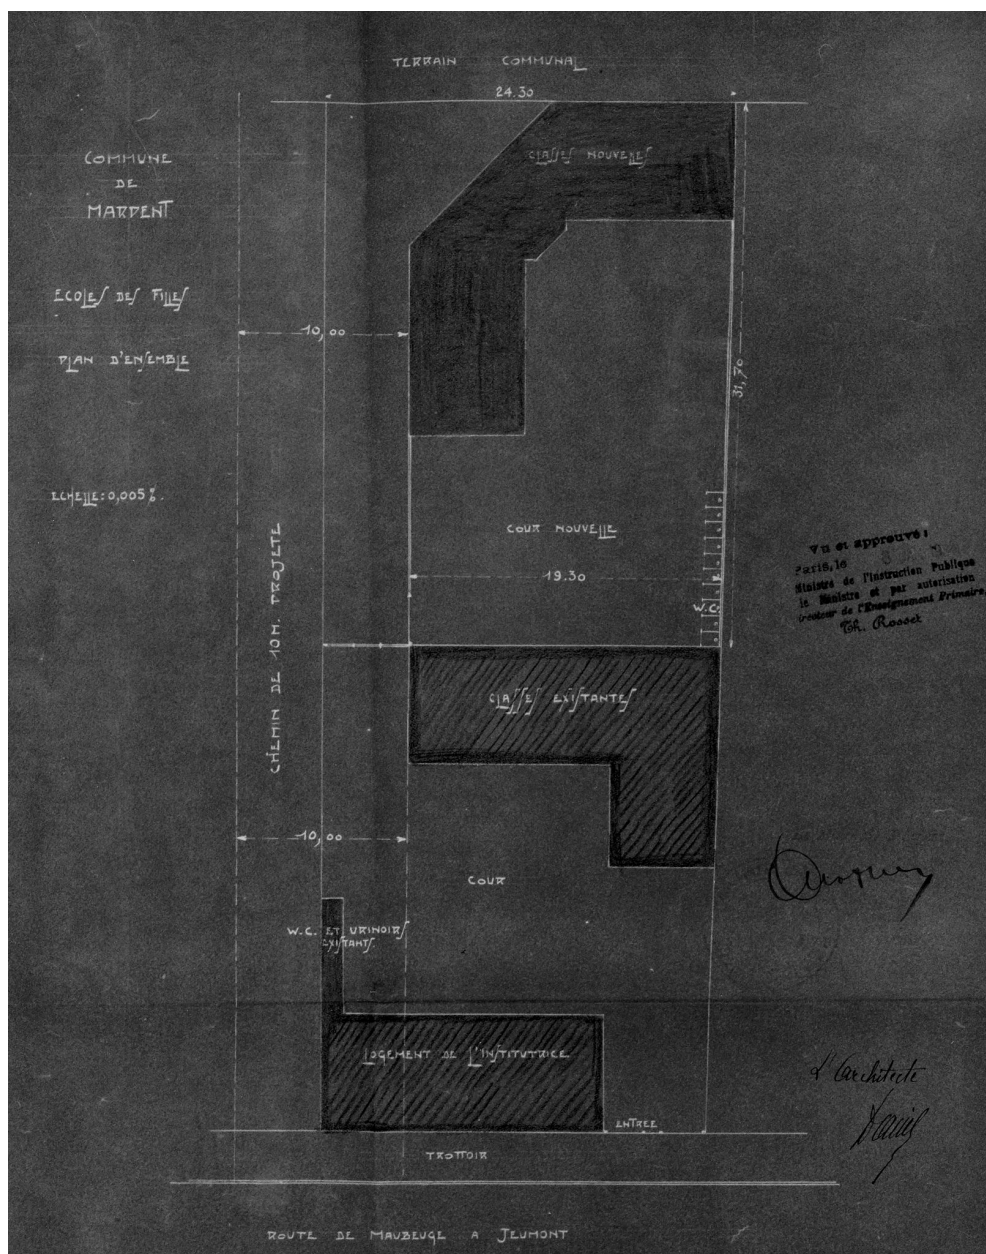 TERRAIN COMMUNAL
24.30
COMMUNE
DE
MARPENT
ECOLES DES FILLES
PLAN D'ENSEMBLE
ECHELLE: 0,005%.
CLASSES NOUVELLES
10,00
31,70
COUR NOUVELLE
19.30
W.C.
CHEMIN DE 10M. PROJETE
Vu et approuvé:
Paris, le
Ministre de l'Instruction Publique
le Ministre et par autorisation
Directeur de l'Enseignement Primaire,
Th. Rosset
CLASSES EXISTANTES
10,00
COUR
W.C. ET URINOIRS
EXISTANTS.
LOGEMENT DE L'INSTITUTRICE
L'Architecte
ENTREE
TROTTOIR
ROUTE DE MAUBEUGE A JEUMONT